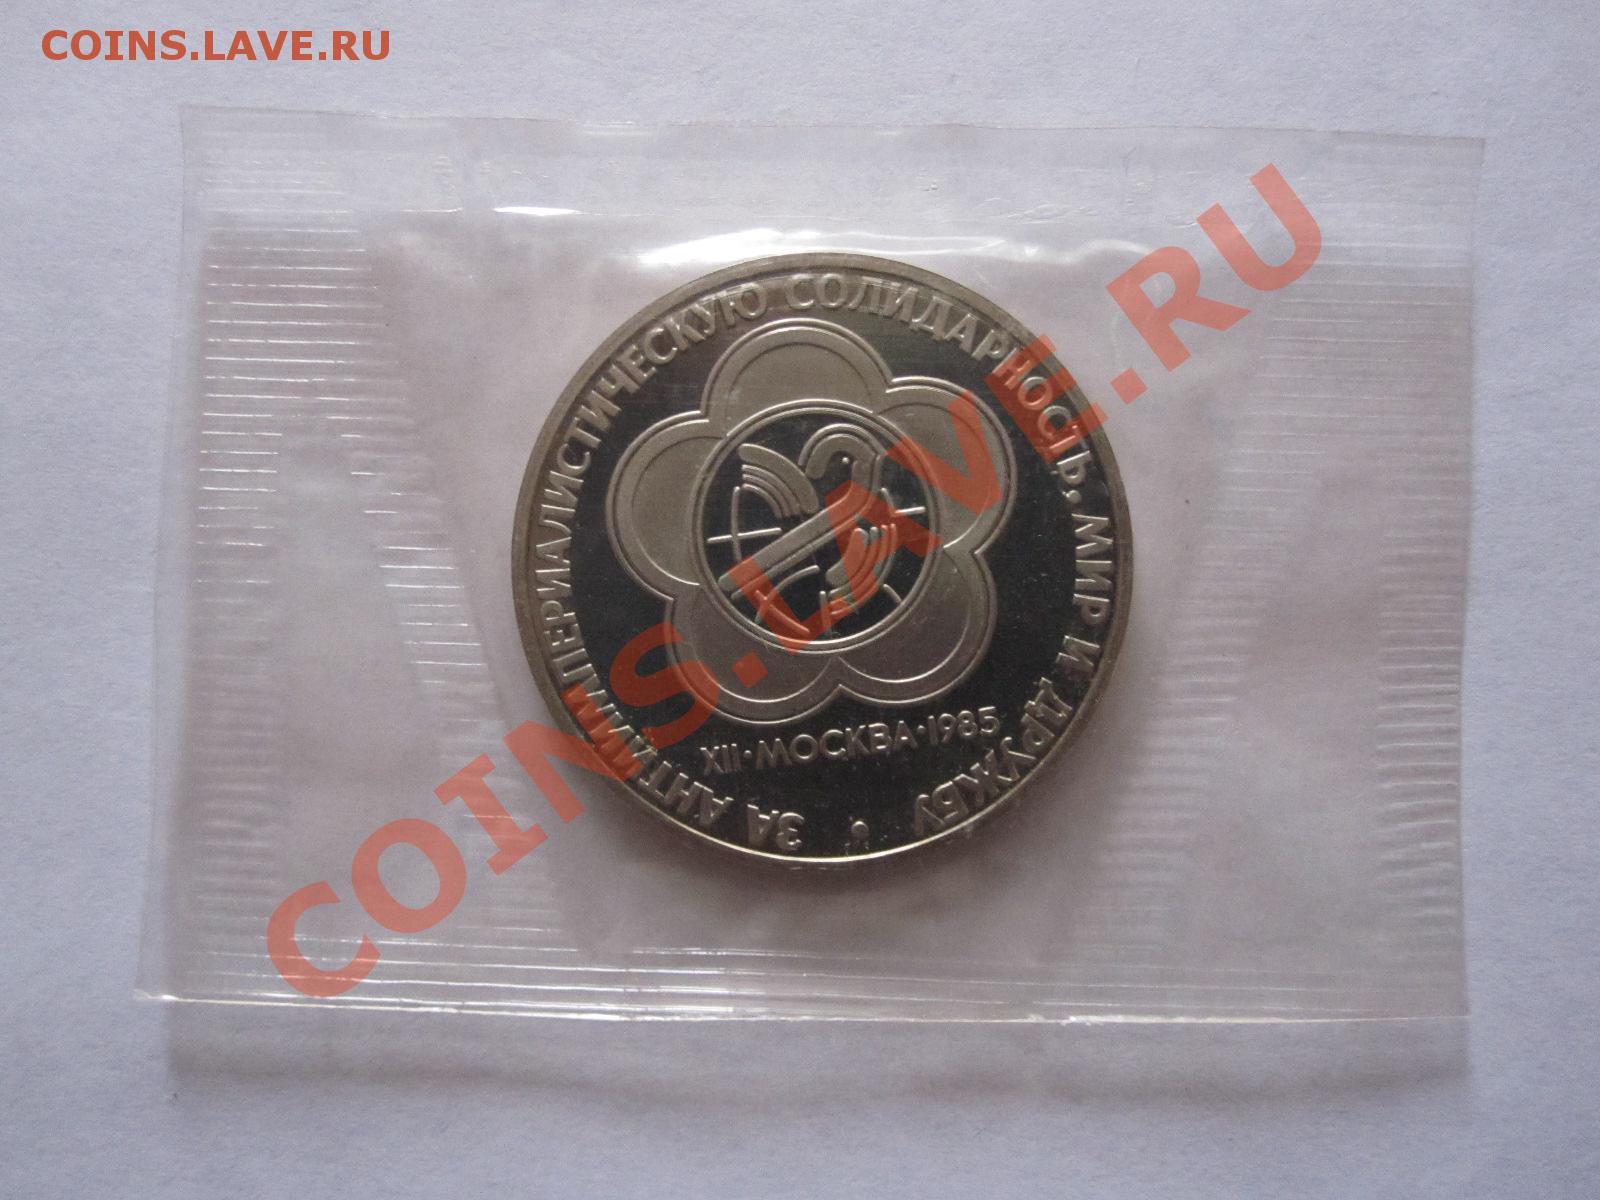 COINS.LAVE.RU
ЗА АНТИИМПЕРИАЛИСТИЧЕСКУЮ СОЛИДАРНОСТЬ, МИР И ДРУЖБУ
XII·МОСКВА·1985
COINS.LAVE.RU